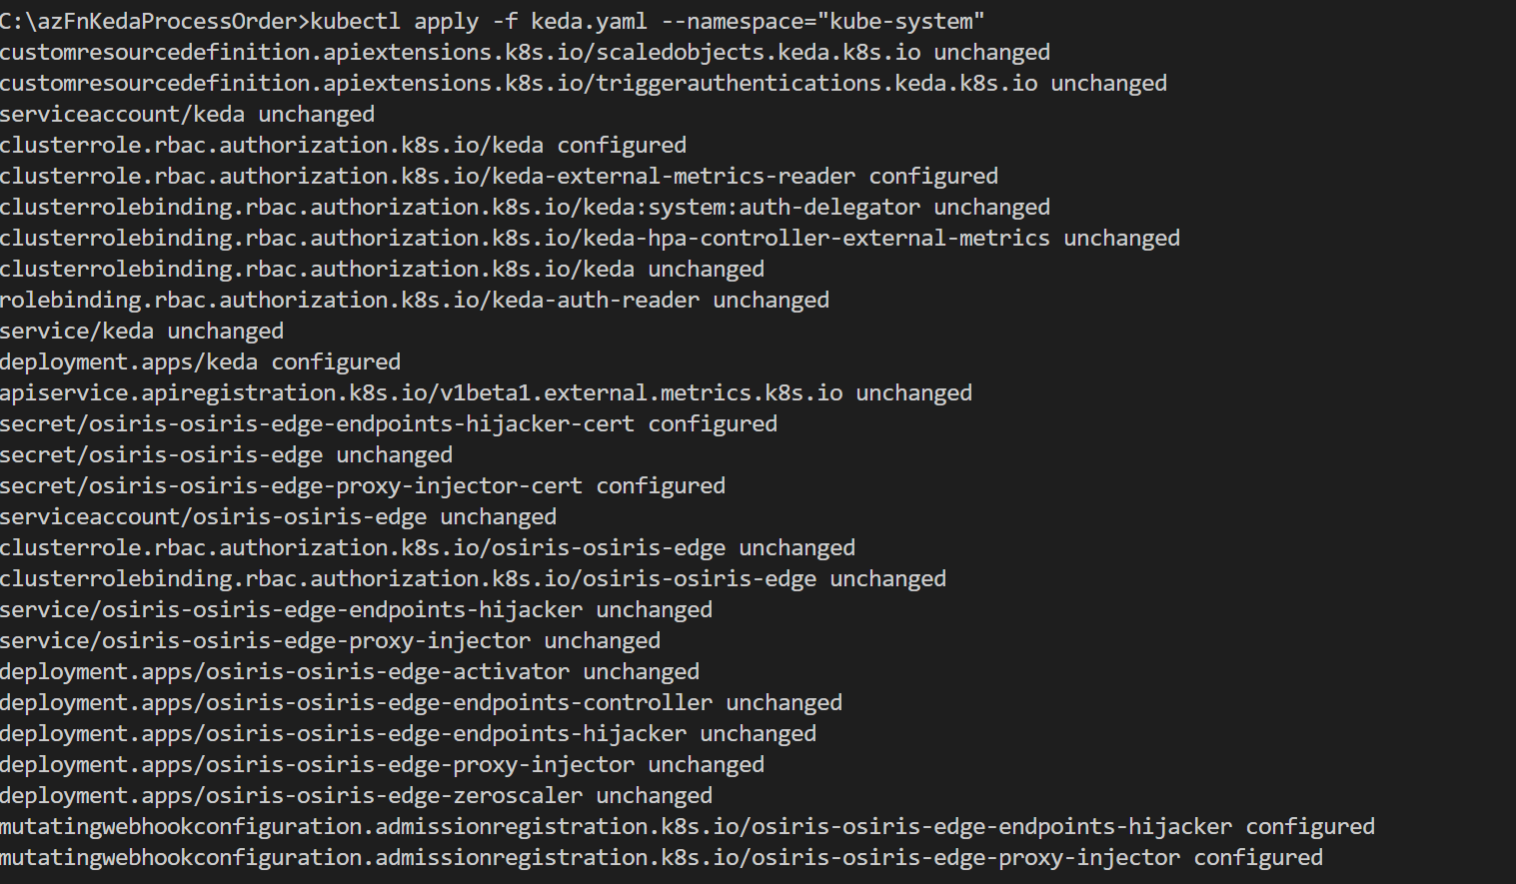 C:\azFnKedaProcessOrder>kubectl apply -f keda.yaml --namespace="kube-system"
customresourcedefinition.apiextensions.k8s.io/scaledobjects.keda.k8s.io unchanged
customresourcedefinition.apiextensions.k8s.io/triggerauthentications.keda.k8s.io unchanged
serviceaccount/keda unchanged
clusterrole.rbac.authorization.k8s.io/keda configured
clusterrole.rbac.authorization.k8s.io/keda-external-metrics-reader configured
clusterrolebinding.rbac.authorization.k8s.io/keda:system:auth-delegator unchanged
clusterrolebinding.rbac.authorization.k8s.io/keda-hpa-controller-external-metrics unchanged
clusterrolebinding.rbac.authorization.k8s.io/keda unchanged
rolebinding.rbac.authorization.k8s.io/keda-auth-reader unchanged
service/keda unchanged
deployment.apps/keda configured
apiservice.apiregistration.k8s.io/v1beta1.external.metrics.k8s.io unchanged
secret/osiris-osiris-edge-endpoints-hijacker-cert configured
secret/osiris-osiris-edge unchanged
secret/osiris-osiris-edge-proxy-injector-cert configured
serviceaccount/osiris-osiris-edge unchanged
clusterrole.rbac.authorization.k8s.io/osiris-osiris-edge unchanged
clusterrolebinding.rbac.authorization.k8s.io/osiris-osiris-edge unchanged
service/osiris-osiris-edge-endpoints-hijacker unchanged
service/osiris-osiris-edge-proxy-injector unchanged
deployment.apps/osiris-osiris-edge-activator unchanged
deployment.apps/osiris-osiris-edge-endpoints-controller unchanged
deployment.apps/osiris-osiris-edge-endpoints-hijacker unchanged
deployment.apps/osiris-osiris-edge-proxy-injector unchanged
deployment.apps/osiris-osiris-edge-zeroscaler unchanged
mutatingwebhookconfiguration.admissionregistration.k8s.io/osiris-osiris-edge-endpoints-hijacker configured
mutatingwebhookconfiguration.admissionregistration.k8s.io/osiris-osiris-edge-proxy-injector configured